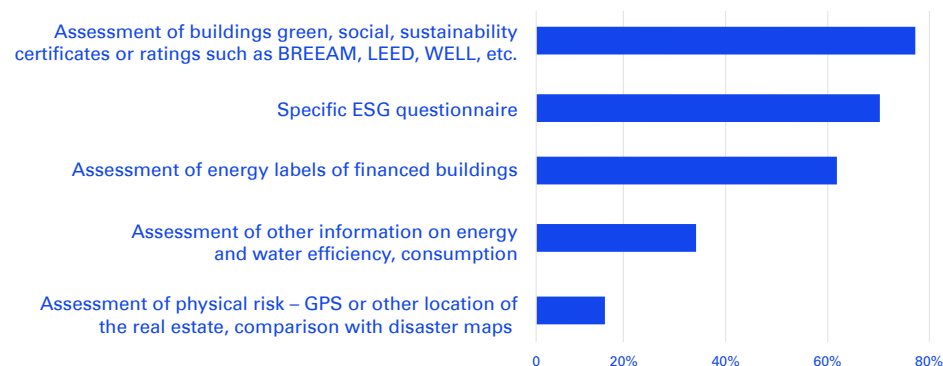 Assessment of buildings green, social, sustainability
certificates or ratings such as BREEAM, LEED, WELL, etc.
Specific ESG questionnaire
Assessment of energy labels of financed buildings
Assessment of other information on energy
and water efficiency, consumption
Assessment of physical risk – GPS or other location of
the real estate, comparison with disaster maps
0 20% 40% 60% 80%